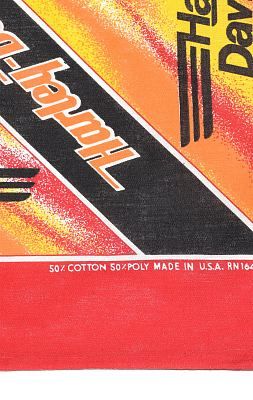 Ha
Dav
Harley-D
50% COTTON 50% POLY MADE IN U.S.A. RN164